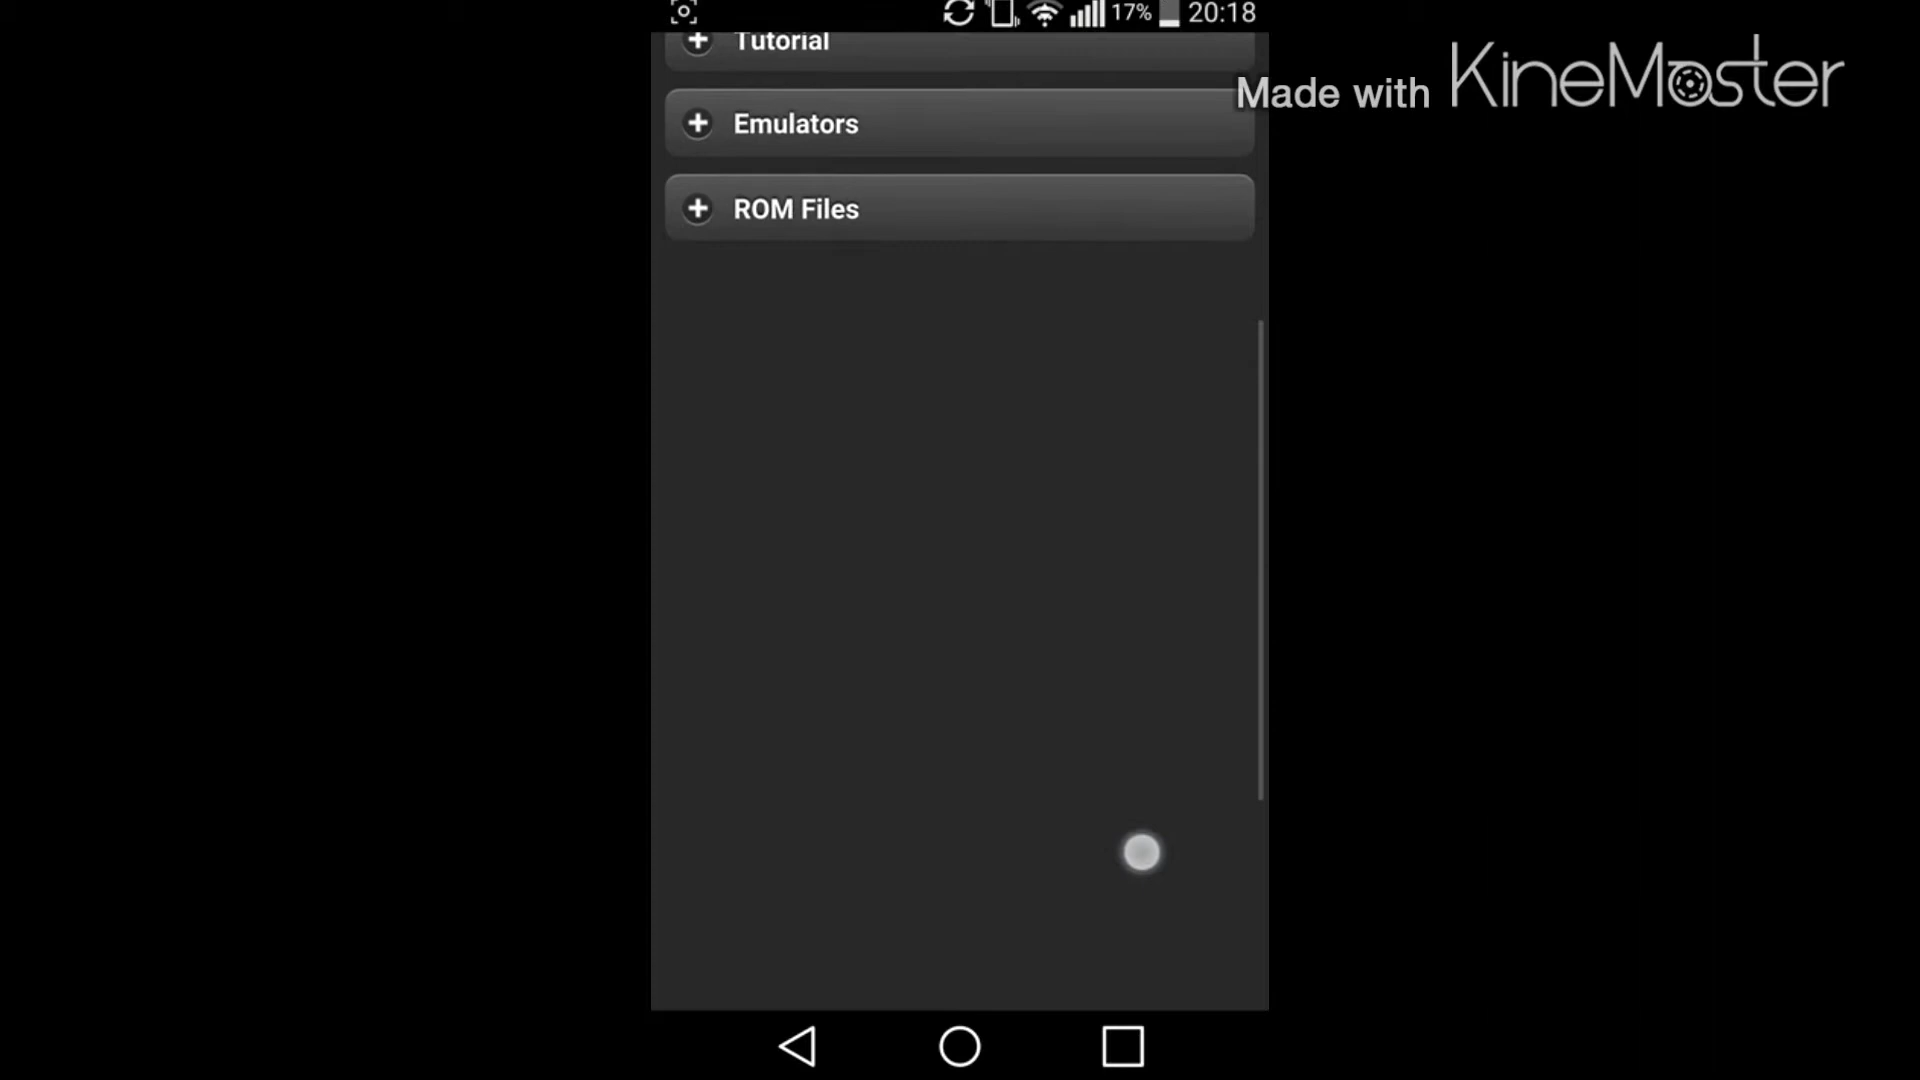 17% 20:18
Tutorial
Made with KineMaster
Emulators
ROM Files